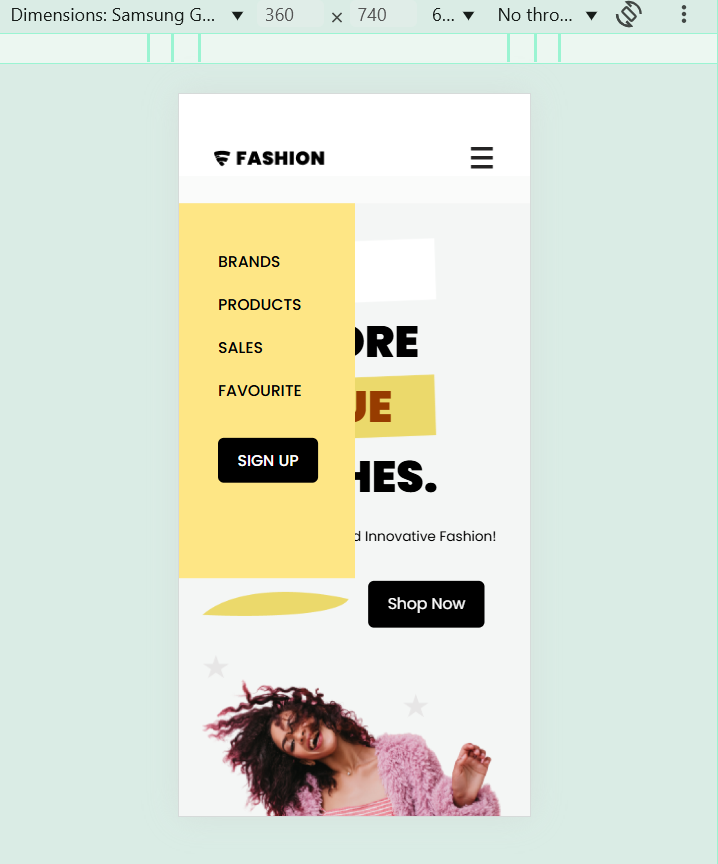 Dimensions: Samsung G... 360 × 740 6... No thro...
FASHION
BRANDS
PRODUCTS
SALES
FAVOURITE
SIGN UP
ORE
UE
HES.
d Innovative Fashion!
Shop Now